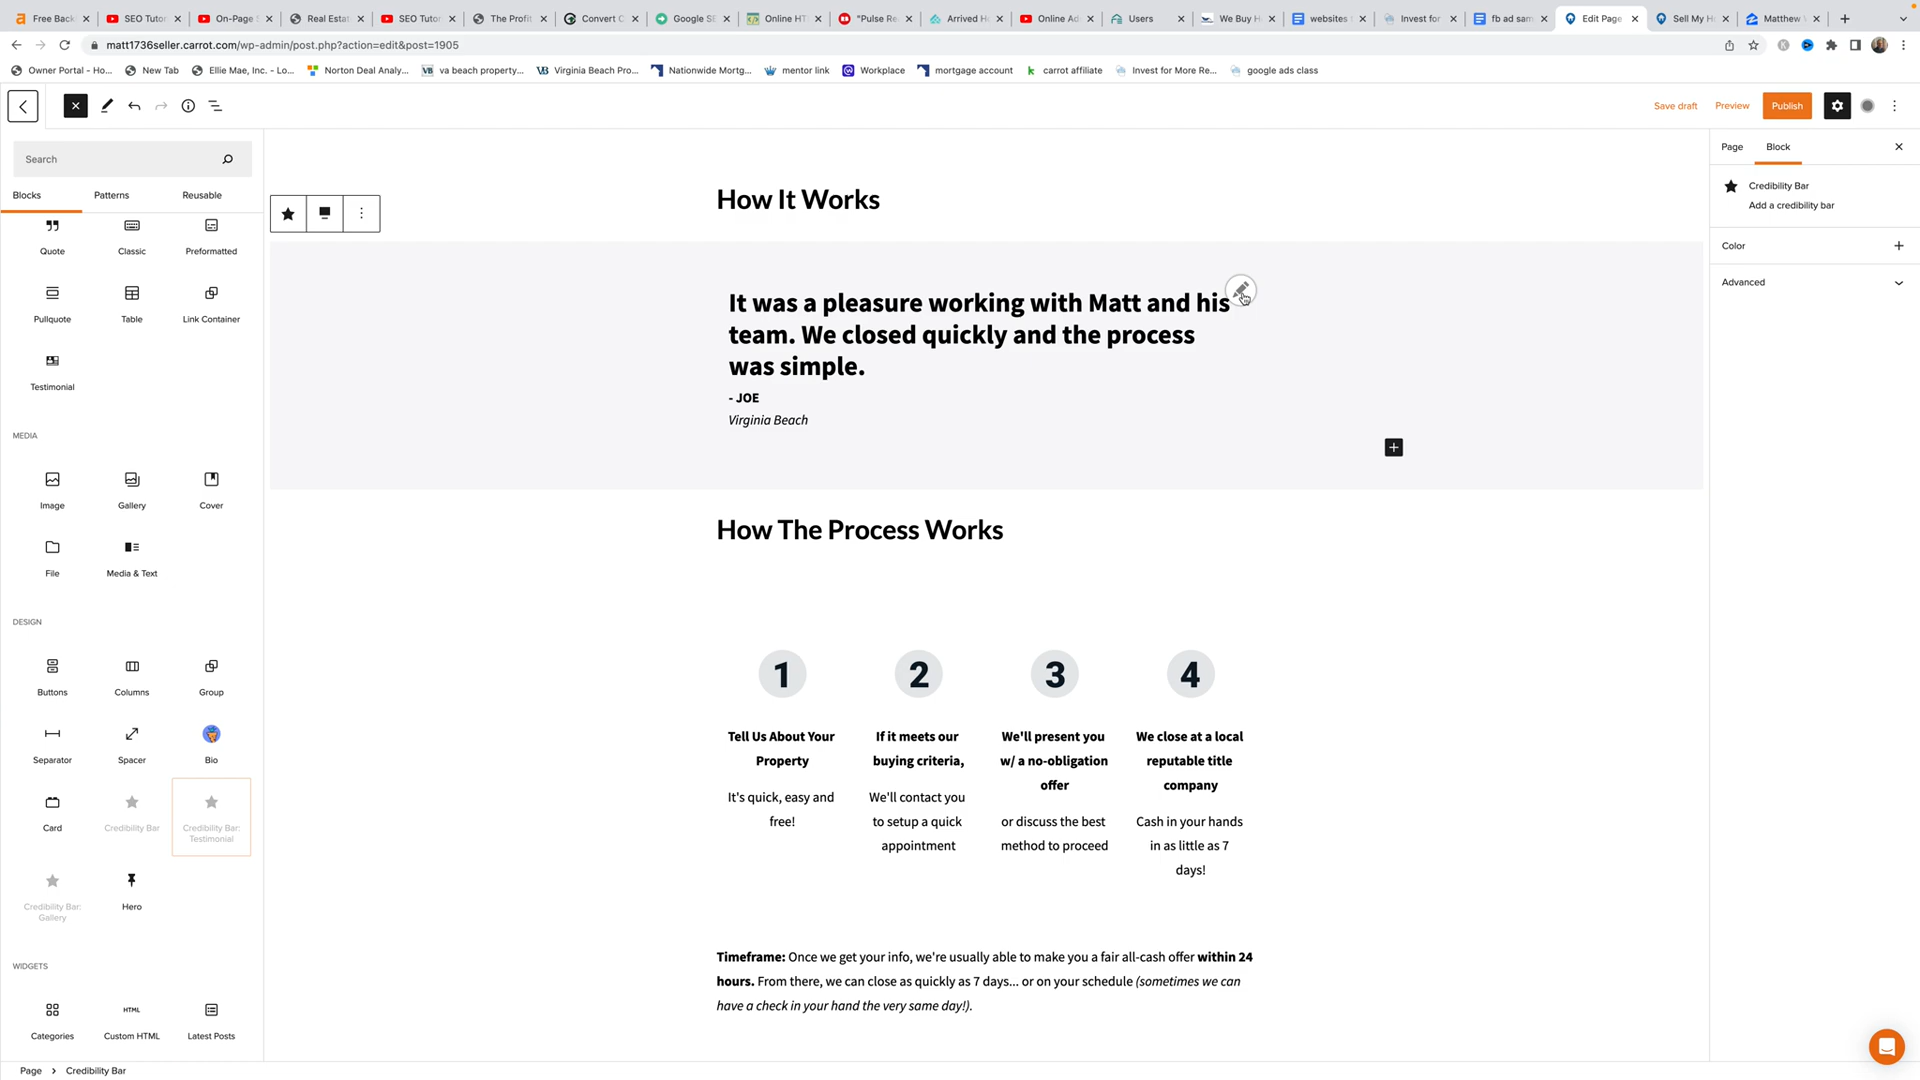 Free Back
SEO Tutor
On-Page S
Real Estat
SEO Tutor
The Profit
Convert C
Google SE
Online HT
"Pulse Re
Arrived H
Online Ad
Users
We Buy H
websites
Invest for
fb ad sam
Edit Page
Sell My H
Matthew
matt1736seller.carrot.com/wp-admin/post.php?action=edit&post=1905
Owner Portal - Ho...
New Tab
Ellie Mae, Inc. - Lo...
Norton Deal Analy...
va beach property...
Virginia Beach Pro...
Nationwide Mortg...
mentor link
Workplace
mortgage account
carrot affiliate
Invest for More Re...
google ads class
Save draft
Preview
Publish
Search
Blocks
Patterns
Reusable
Quote
Classic
Preformatted
Pullquote
Table
Link Container
Testimonial
MEDIA
Image
Gallery
Cover
File
Media & Text
DESIGN
Buttons
Columns
Group
Separator
Spacer
Bio
Card
Credibility Bar
Credibility Bar:
Testimonial
Credibility Bar:
Gallery
Hero
WIDGETS
Categories
HTML
Custom HTML
Latest Posts
How It Works
It was a pleasure working with Matt and his
team. We closed quickly and the process
was simple.
- JOE
Virginia Beach
How The Process Works
1
2
3
4
Tell Us About Your
Property
It's quick, easy and
free!
If it meets our
buying criteria,
We'll contact you
to setup a quick
appointment
We'll present you
w/ a no-obligation
offer
or discuss the best
method to proceed
We close at a local
reputable title
company
Cash in your hands
in as little as 7
days!
Timeframe: Once we get your info, we're usually able to make you a fair all-cash offer within 24
hours. From there, we can close as quickly as 7 days... or on your schedule (sometimes we can
have a check in your hand the very same day!).
Page
Block
Credibility Bar
Add a credibility bar
Color
Advanced
Page
Credibility Bar